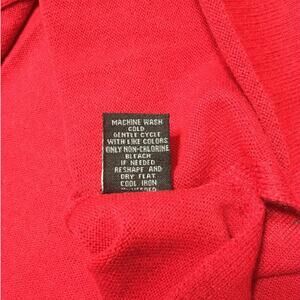 MACHINE WASH
COLD
GENTLE CYCLE
WITH LIKE COLORS
ONLY NON-CHLORINE
BLEACH
IF NEEDED
RESHAPE AND
DRY FLAT
COOL IRON